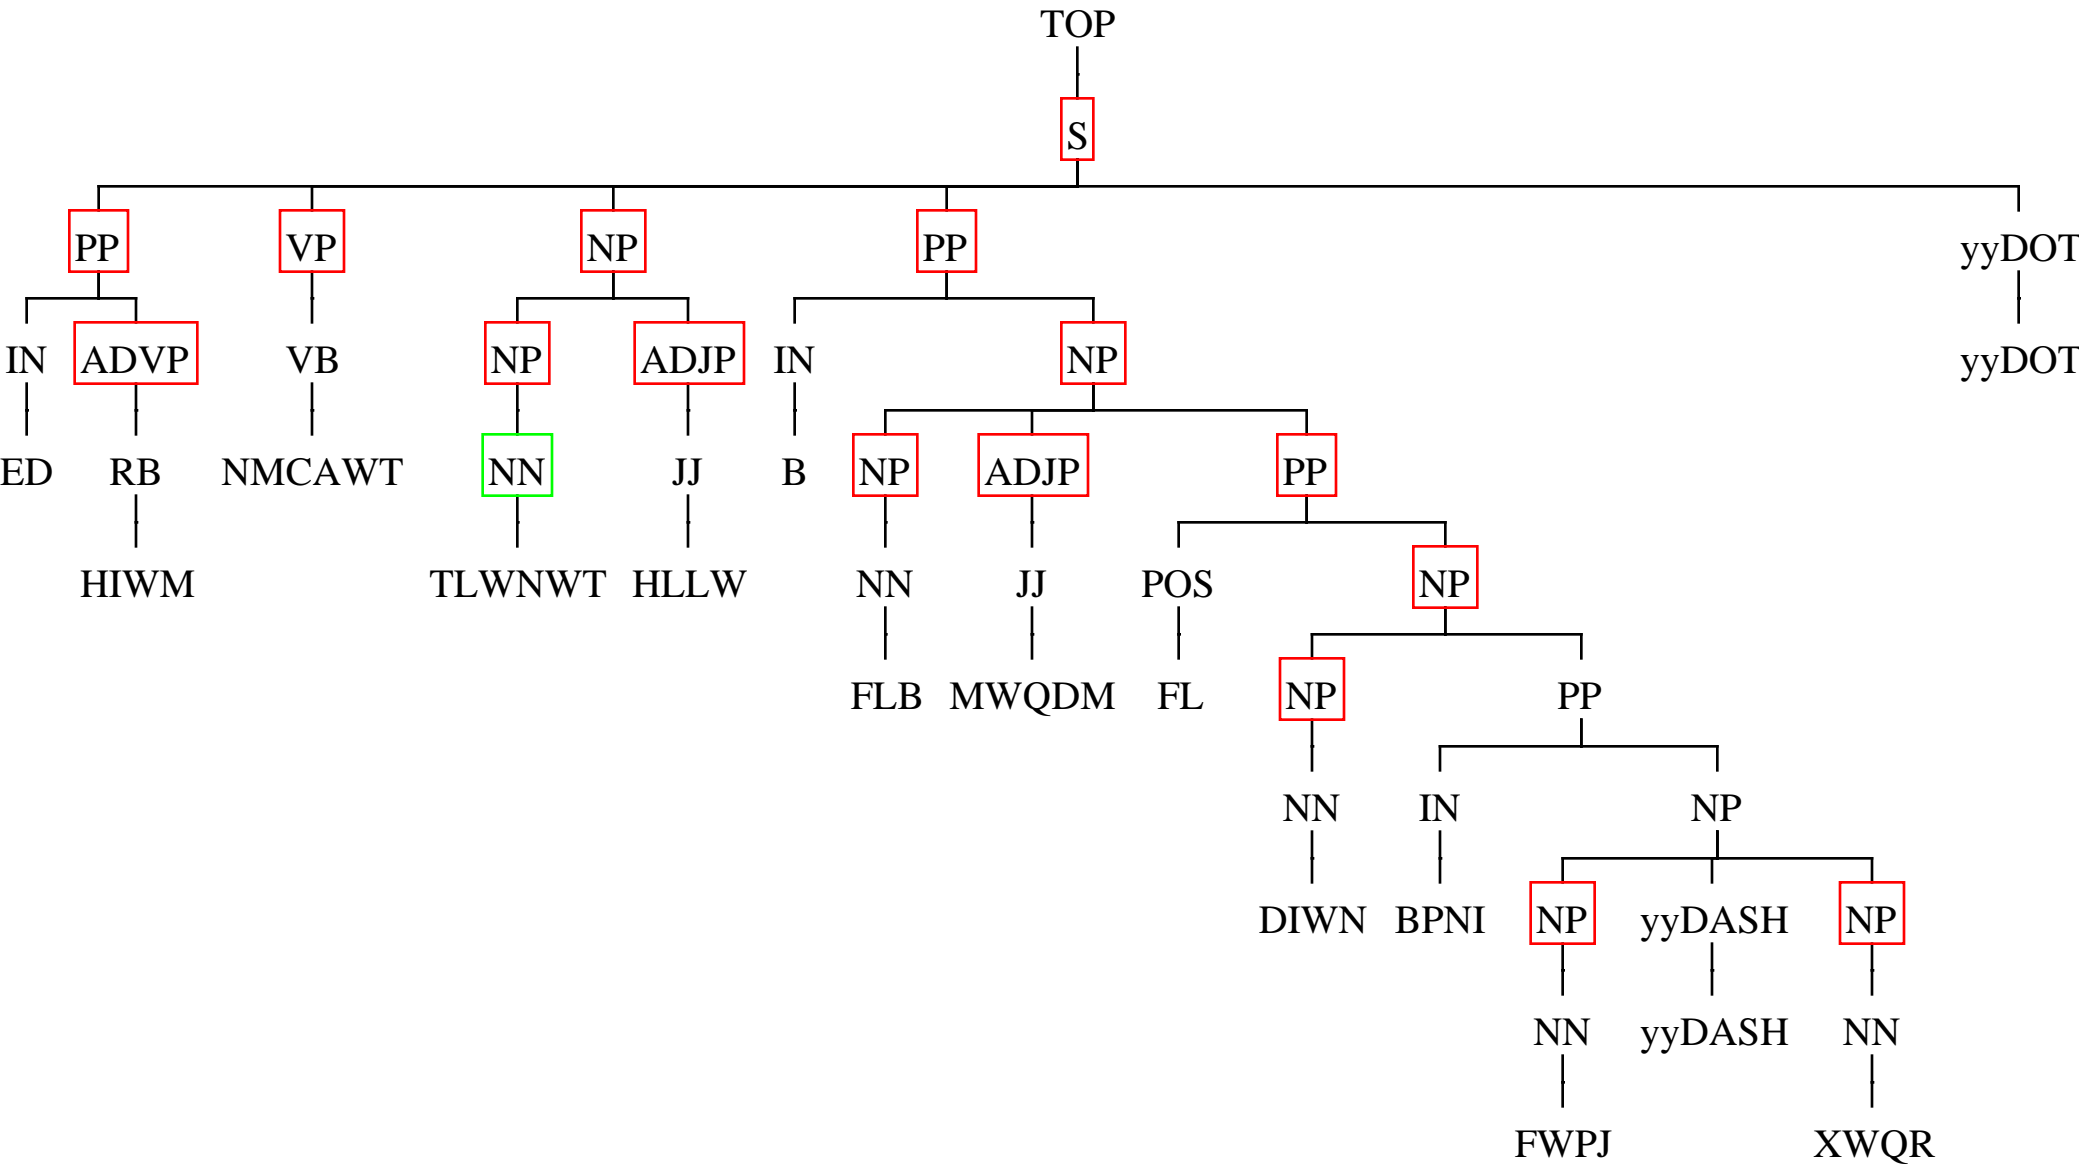 TOP
S
PP VP NP PP yyDOT
IN ADVP VB NP ADJP IN NP yyDOT
ED RB NMCAWT NN JJ B NP ADJP PP
HIWM TLWNWT HLLW NN JJ POS NP
FLB MWQDM FL NP PP
NN IN NP
DIWN BPNI NP yyDASH NP
NN yyDASH NN
FWPJ XWQR